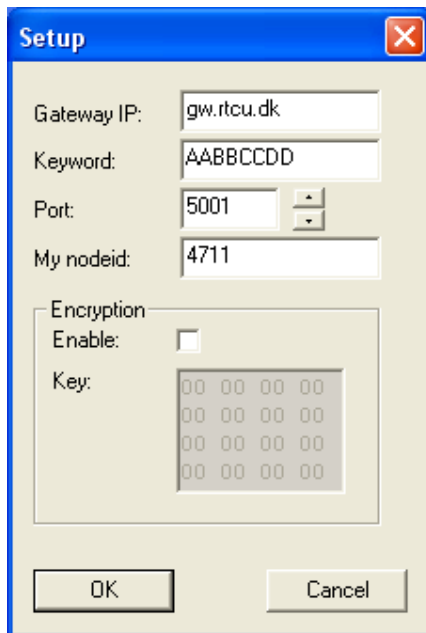 Setup
Gateway IP: gw.rtcu.dk
Keyword: AABBCCDD
Port: 5001
My nodeid: 4711
Encryption
Enable:
Key: 00 00 00 00
00 00 00 00
00 00 00 00
00 00 00 00
OK Cancel